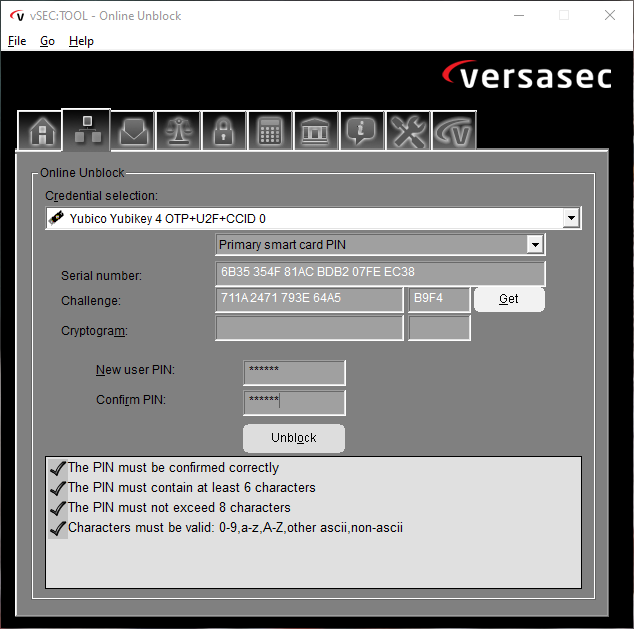 vSEC:TOOL - Online Unblock
File Go Help
versasec
Online Unblock
Credential selection:
Yubico Yubikey 4 OTP+U2F+CCID 0
Primary smart card PIN
Serial number: 6B35 354F 81AC BDB2 07FE EC38
Challenge: 711A 2471 793E 64A5 B9F4 Get
Cryptogram:
New user PIN: ******
Confirm PIN: ******
Unblock
The PIN must be confirmed correctly
The PIN must contain at least 6 characters
The PIN must not exceed 8 characters
Characters must be valid: 0-9,a-z,A-Z,other ascii,non-ascii